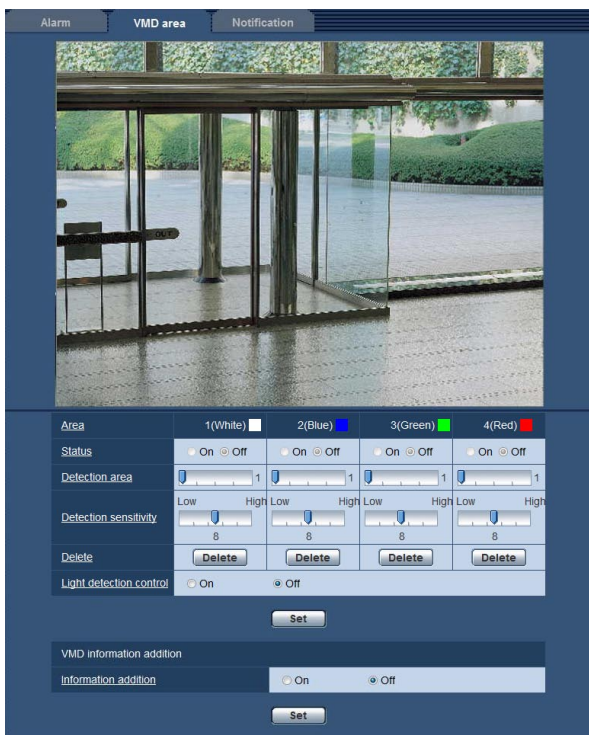 Alarm VMD area Notification
OUT
Area 1(White) 2(Blue) 3(Green) 4(Red)
Status On Off On Off On Off On Off
Detection area 1 1 1 1
Low High Low High Low High Low High
Detection sensitivity
8 8 8 8
Delete Delete Delete Delete Delete
Light detection control On Off
Set
VMD information addition
Information addition On Off
Set